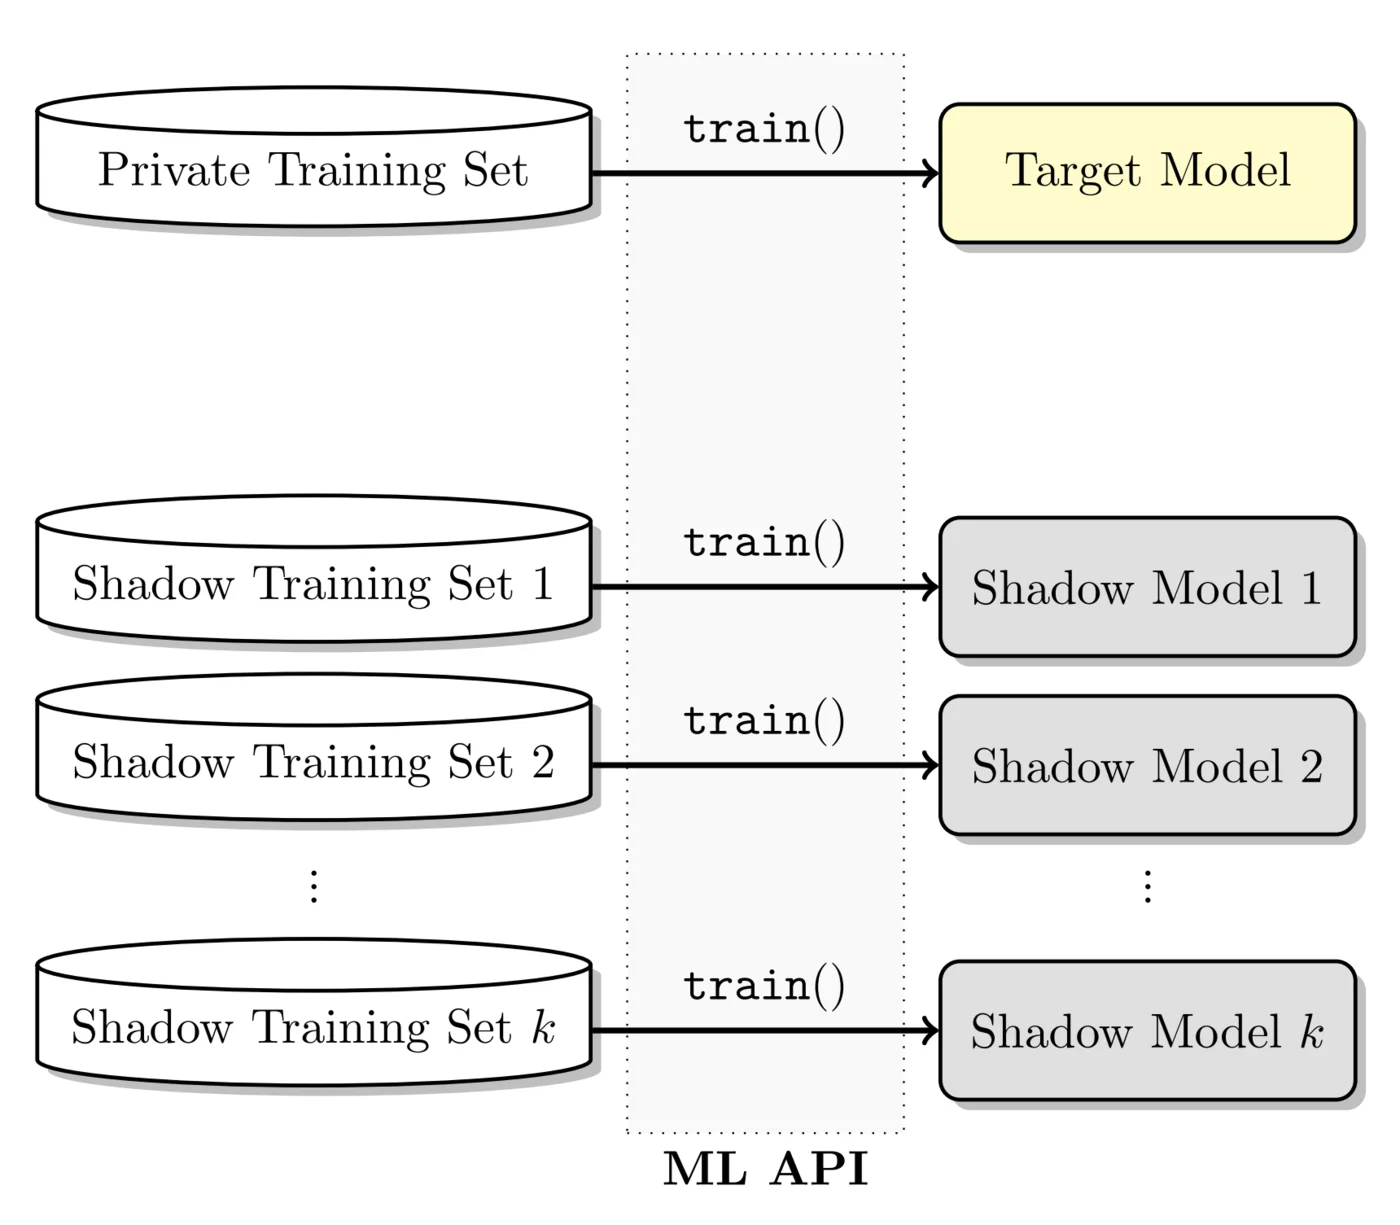 Private Training Set
train()
Target Model
Shadow Training Set 1
train()
Shadow Model 1
Shadow Training Set 2
train()
Shadow Model 2
⋮
⋮
Shadow Training Set k
train()
Shadow Model k
ML API